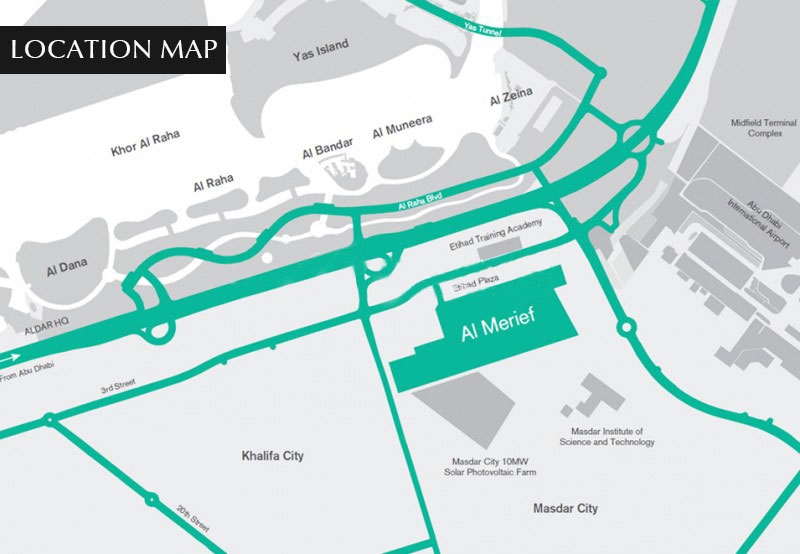 LOCATION MAP
Yas Tunnel
Yas Island
Al Zeina
Midfield Terminal
Complex
Khor Al Raha
Al Muneera
Al Bandar
Al Raha
Al Raha Blvd
Abu Dhabi
International Airport
Etihad Training Academy
Al Dana
Etihad Plaza
ALDAR HQ
Al Merief
From Abu Dhabi
3rd Street
Masdar Institute of
Science and Technology
Khalifa City
Masdar City 10MW
Solar Photovoltaic Farm
Masdar City
20th Street